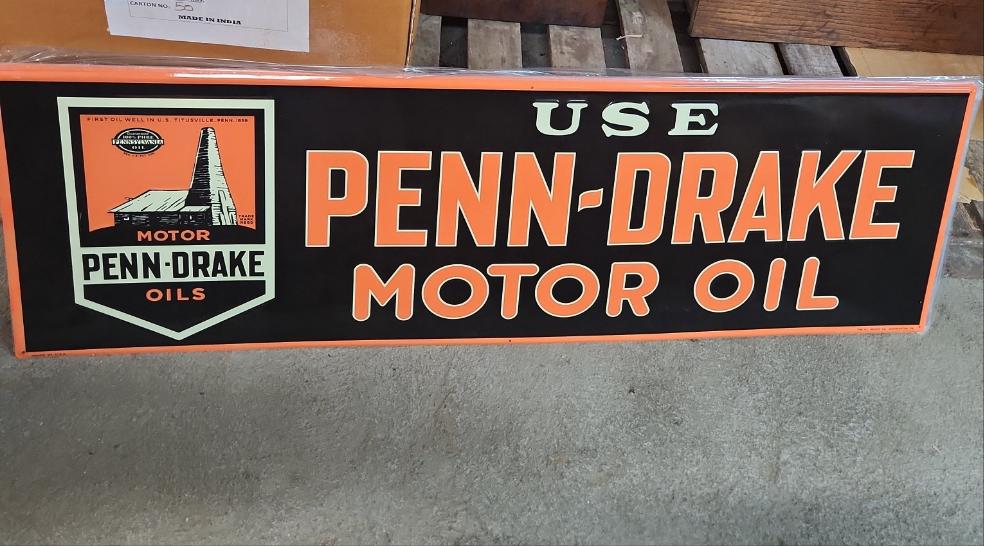 CARTON NO.: 50
MADE IN INDIA
USE
PENN-DRAKE
MOTOR OIL
FIRST OIL WELL IN U.S. TITUSVILLE, PENN. 1859
100% PURE
PENNSYLVANIA
OIL
TRADE
MARK
REGD
MOTOR
PENN-DRAKE
OILS